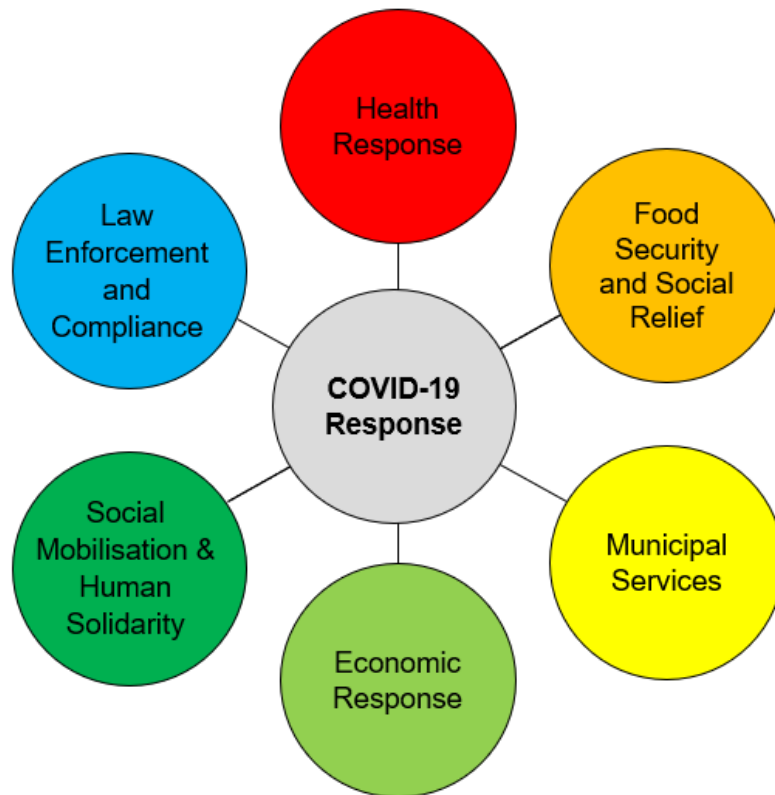 Health
Response
Law
Enforcement
and
Compliance
Food
Security
and Social
Relief
COVID-19
Response
Social
Mobilisation &
Human
Solidarity
Municipal
Services
Economic
Response